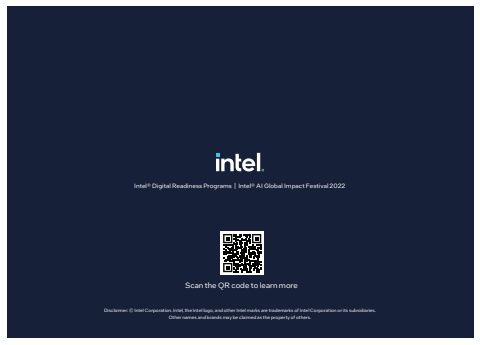 intel.
Intel® Digital Readiness Programs | Intel® AI Global Impact Festival 2022
Scan the QR code to learn more
Disclaimer: © Intel Corporation. Intel, the Intel logo, and other Intel marks are trademarks of Intel Corporation or its subsidiaries.
Other names and brands may be claimed as the property of others.